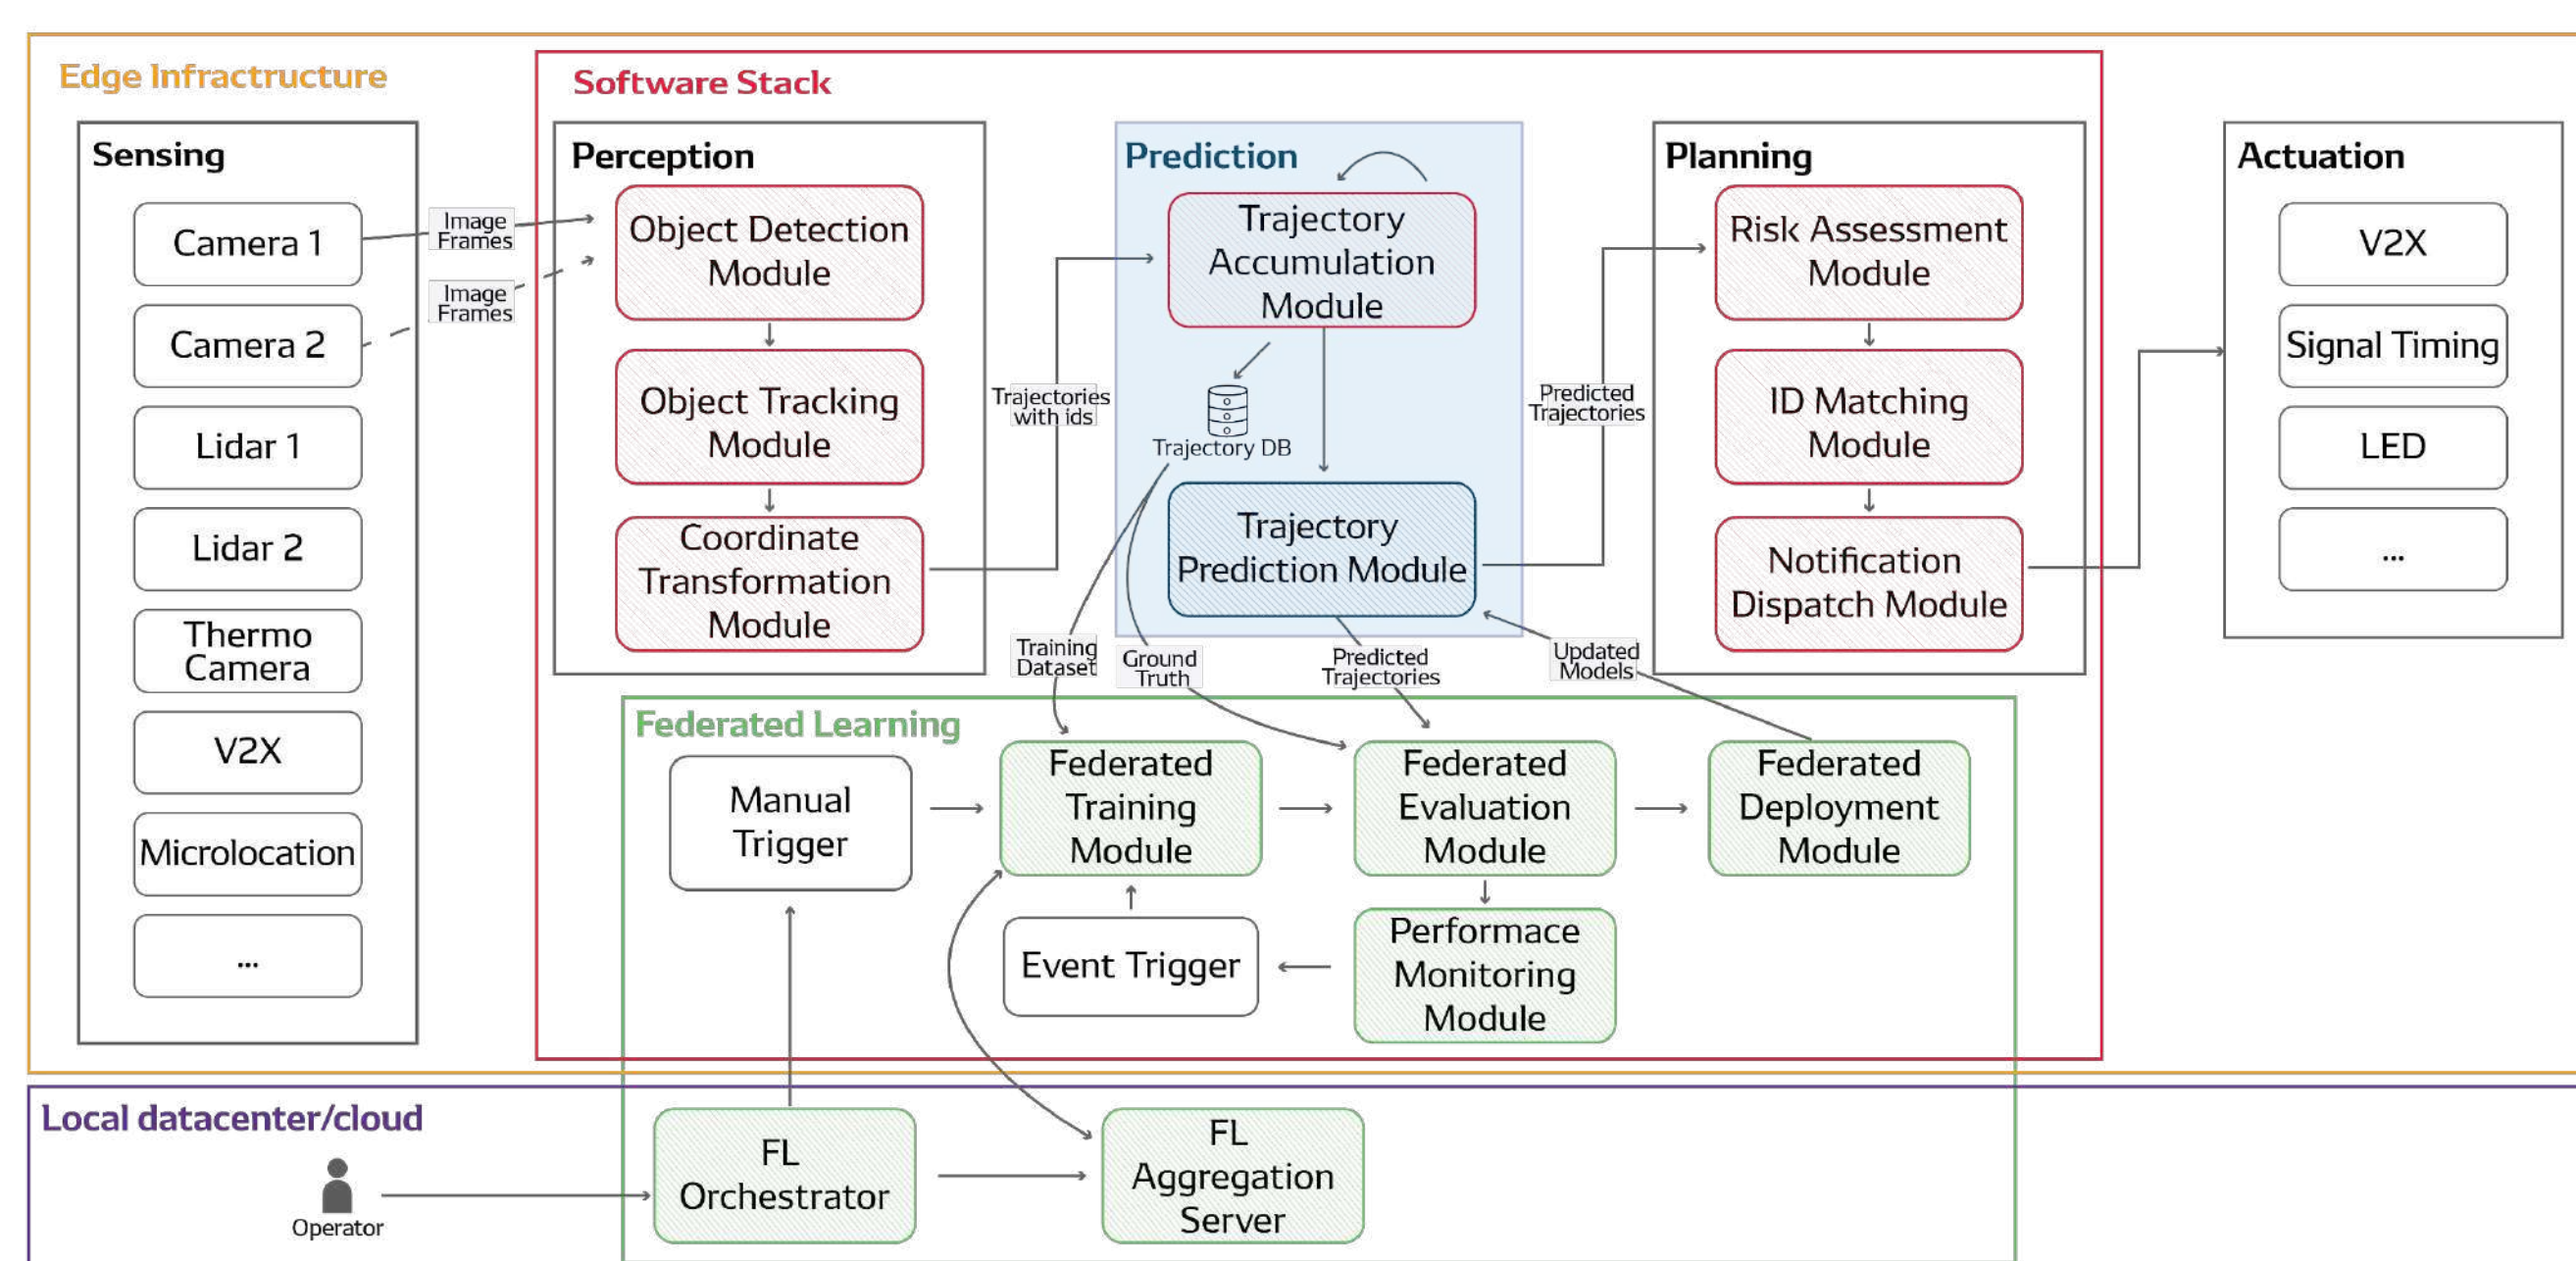 Edge Infractructure
Software Stack
Sensing
Camera 1
Camera 2
Lidar 1
Lidar 2
Thermo
Camera
V2X
Microlocation
...
Image
Frames
Image
Frames
Perception
Object Detection
Module
Object Tracking
Module
Coordinate
Transformation
Module
Trajectories
with ids
Prediction
Trajectory
Accumulation
Module
Trajectory DB
Trajectory
Prediction Module
Predicted
Trajectories
Planning
Risk Assessment
Module
ID Matching
Module
Notification
Dispatch Module
Actuation
V2X
Signal Timing
LED
...
Training
Dataset
Ground
Truth
Predicted
Trajectories
Updated
Models
Federated Learning
Manual
Trigger
Federated
Training
Module
Federated
Evaluation
Module
Federated
Deployment
Module
Event Trigger
Performace
Monitoring
Module
Local datacenter/cloud
Operator
FL
Orchestrator
FL
Aggregation
Server